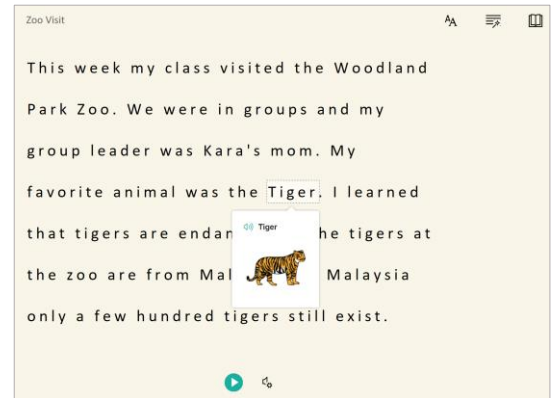 Zoo Visit
This week my class visited the Woodland
Park Zoo. We were in groups and my
group leader was Kara's mom. My
favorite animal was the Tiger. I learned
that tigers are endan he tigers at
Tiger
the zoo are from Mal Malaysia
only a few hundred tigers still exist.